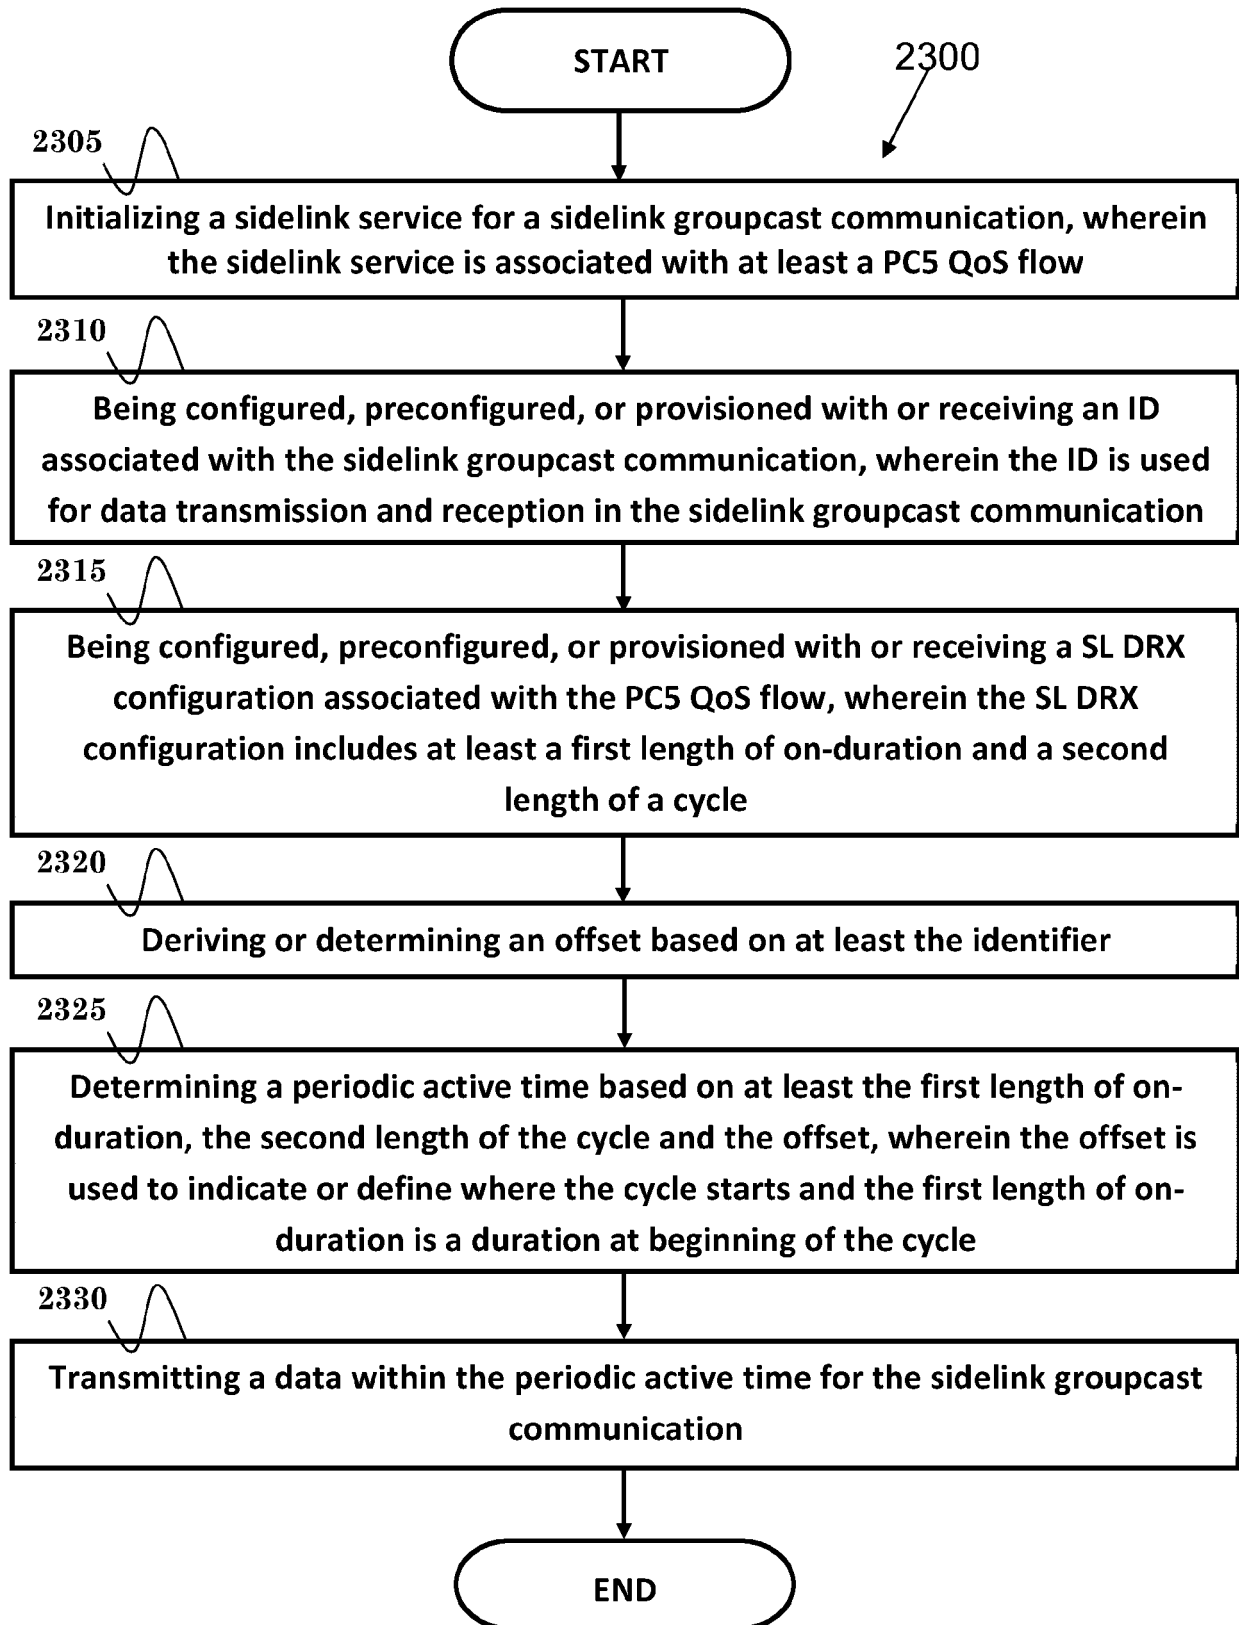 START
2300
2305
Initializing a sidelink service for a sidelink groupcast communication, wherein
the sidelink service is associated with at least a PC5 QoS flow
2310
Being configured, preconfigured, or provisioned with or receiving an ID
associated with the sidelink groupcast communication, wherein the ID is used
for data transmission and reception in the sidelink groupcast communication
2315
Being configured, preconfigured, or provisioned with or receiving a SL DRX
configuration associated with the PC5 QoS flow, wherein the SL DRX
configuration includes at least a first length of on-duration and a second
length of a cycle
2320
Deriving or determining an offset based on at least the identifier
2325
Determining a periodic active time based on at least the first length of on-
duration, the second length of the cycle and the offset, wherein the offset is
used to indicate or define where the cycle starts and the first length of on-
duration is a duration at beginning of the cycle
2330
Transmitting a data within the periodic active time for the sidelink groupcast
communication
END